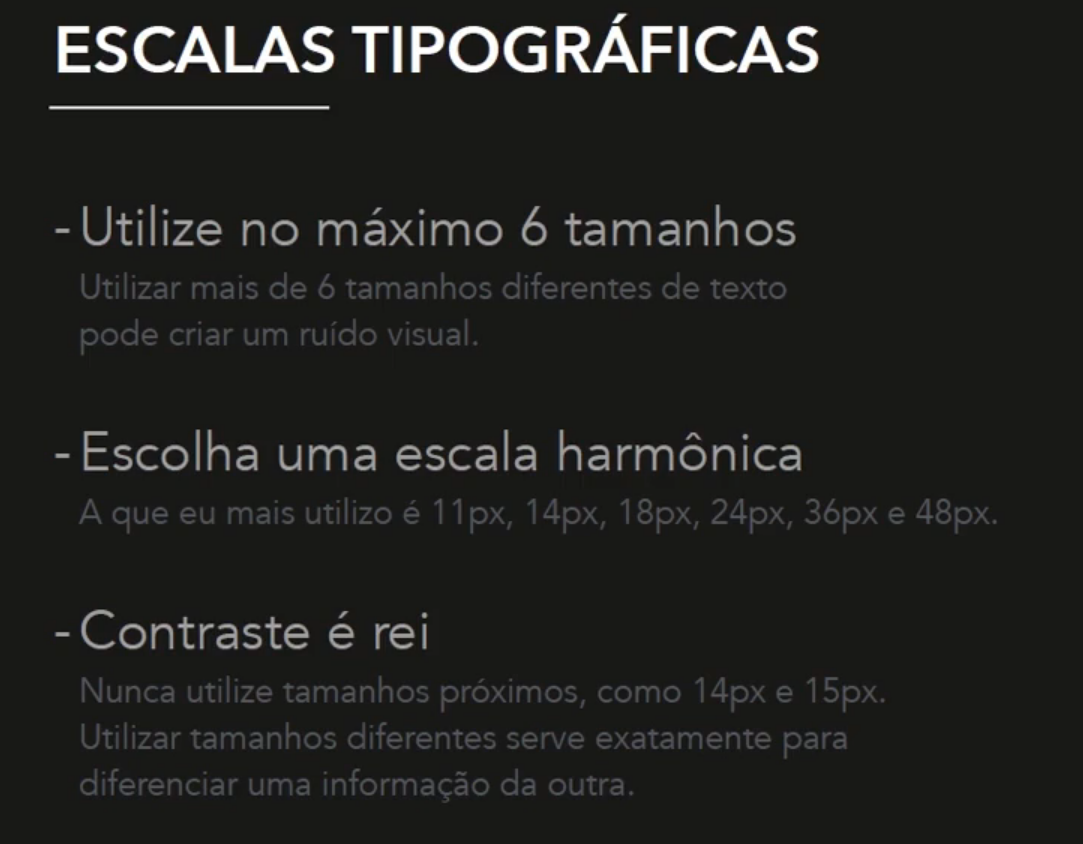 ESCALAS TIPOGRÁFICAS
- Utilize no máximo 6 tamanhos
Utilizar mais de 6 tamanhos diferentes de texto
pode criar um ruído visual.
- Escolha uma escala harmônica
A que eu mais utilizo é 11px, 14px, 18px, 24px, 36px e 48px.
- Contraste é rei
Nunca utilize tamanhos próximos, como 14px e 15px.
Utilizar tamanhos diferentes serve exatamente para
diferenciar uma informação da outra.